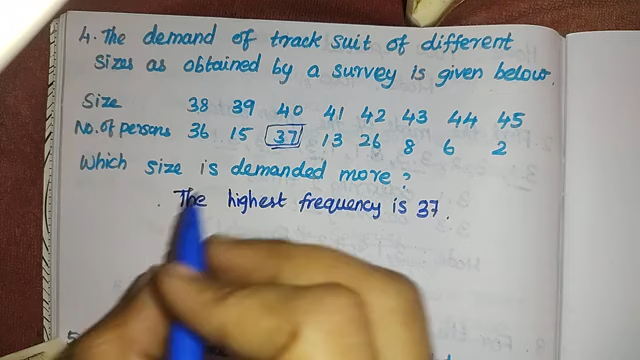 4. The demand of track suit of different
sizes as obtained by a survey is given below.
Size 38 39 40 41 42 43 44 45
No. of persons 36 15 37 13 26 8 6 2
Which size is demanded more?
The highest frequency is 37.